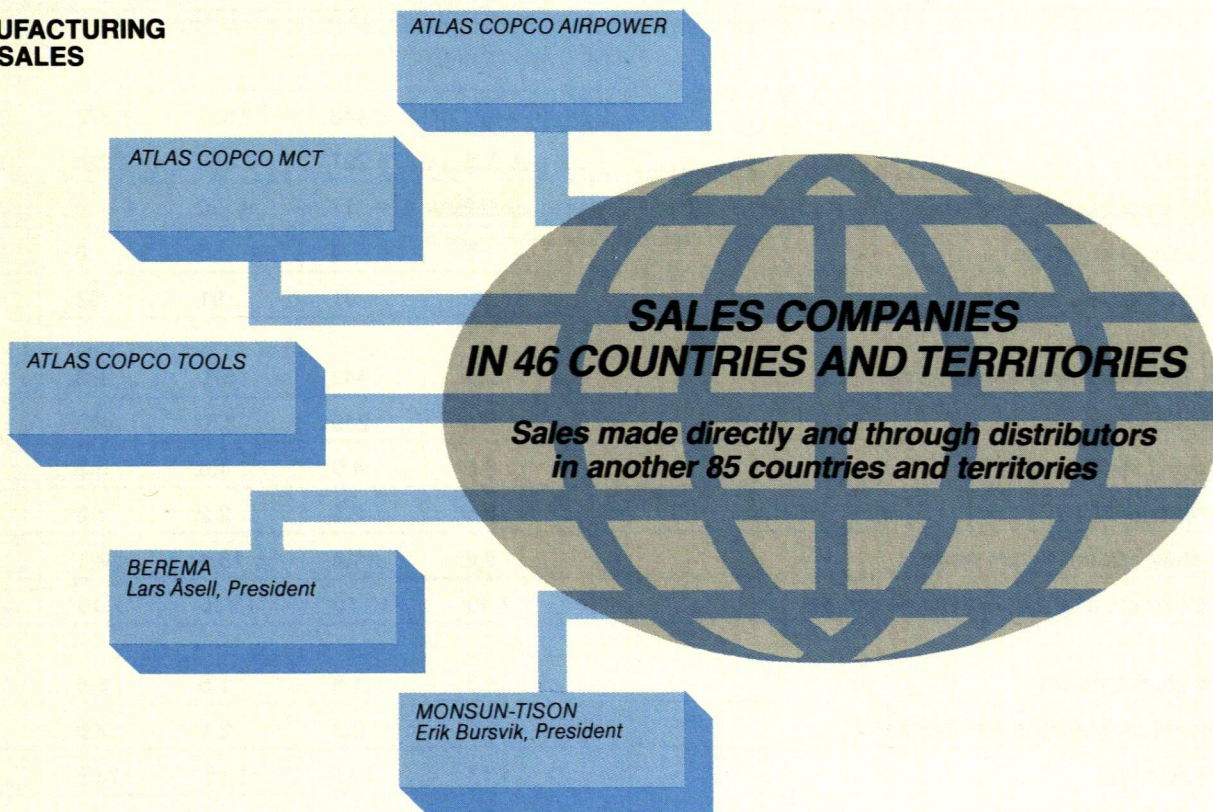 UFACTURING
SALES
ATLAS COPCO AIRPOWER
ATLAS COPCO MCT
ATLAS COPCO TOOLS
SALES COMPANIES
IN 46 COUNTRIES AND TERRITORIES
Sales made directly and through distributors
in another 85 countries and territories
BEREMA
Lars Åsell, President
MONSUN-TISON
Erik Bursvik, President